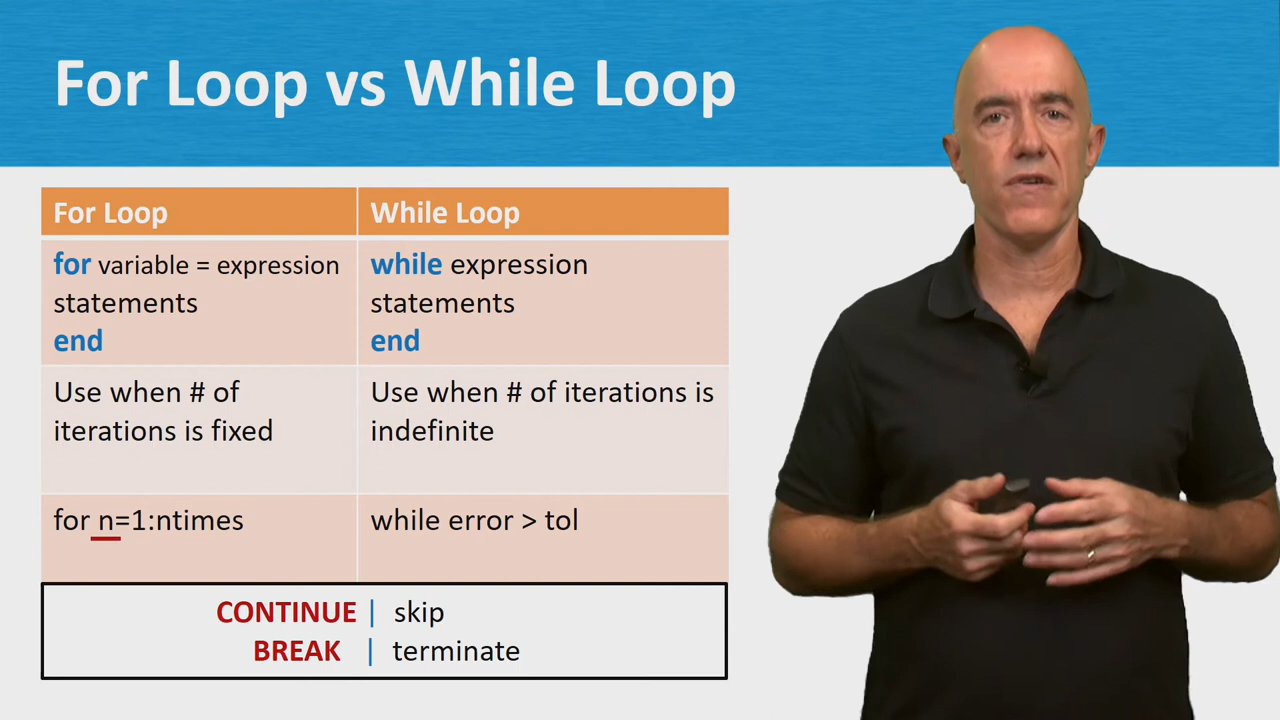 For Loop vs While Loop
For Loop
While Loop
for variable = expression
statements
end
while expression
statements
end
Use when # of
iterations is fixed
Use when # of iterations is
indefinite
for n=1:ntimes
while error > tol
CONTINUE | skip
BREAK | terminate